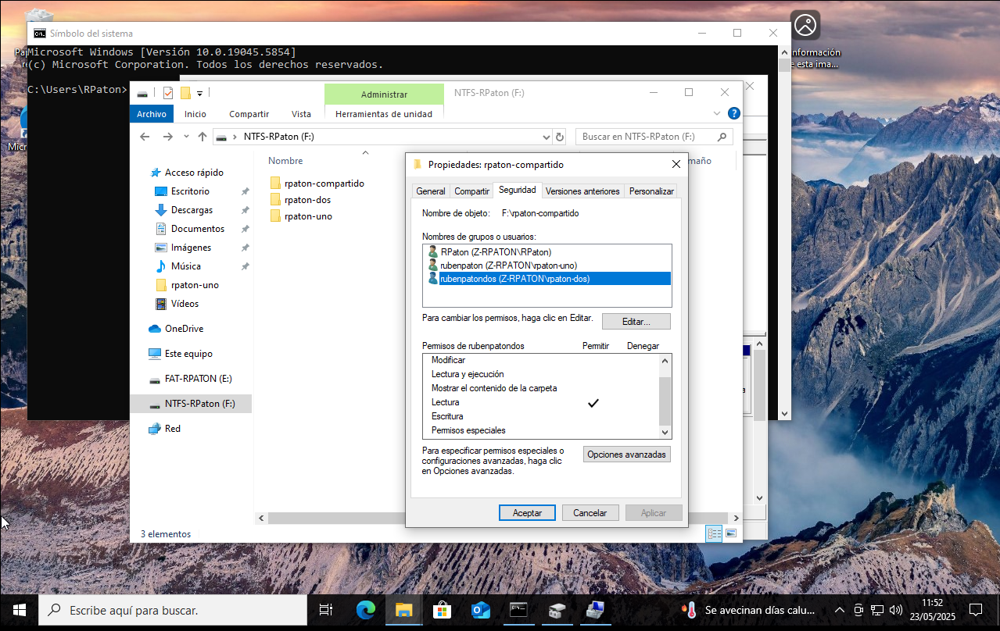 Símbolo del sistema
Microsoft Windows [Versión 10.0.19045.5854]
(c) Microsoft Corporation. Todos los derechos reservados.
C:\Users\RPaton>
Información
esta ima...
Administrar
NTFS-RPaton (F:)
Archivo
Inicio
Compartir
Vista
Herramientas de unidad
NTFS-RPaton (F:)
Buscar en NTFS-RPaton (F:)
Nombre
Acceso rápido
Escritorio
Descargas
Documentos
Imágenes
Música
rpaton-uno
Vídeos
OneDrive
Este equipo
FAT-RPATON (E:)
NTFS-RPaton (F:)
Red
rpaton-compartido
rpaton-dos
rpaton-uno
3 elementos
Propiedades: rpaton-compartido
General
Compartir
Seguridad
Versiones anteriores
Personalizar
Nombre de objeto: F:\rpaton-compartido
Nombres de grupos o usuarios:
RPaton (Z-RPATON\RPaton)
rubenpaton (Z-RPATON\rpaton-uno)
rubenpatondos (Z-RPATON\rpaton-dos)
Para cambiar los permisos, haga clic en Editar.
Editar...
Permisos de rubenpatondos Permitir Denegar
Modificar
Lectura y ejecución
Mostrar el contenido de la carpeta
Lectura
Escritura
Permisos especiales
Para especificar permisos especiales o
configuraciones avanzadas, haga clic
en Opciones avanzadas.
Opciones avanzadas
Aceptar
Cancelar
Aplicar
Escribe aquí para buscar.
Se avecinan días calu...
11:52
23/05/2025